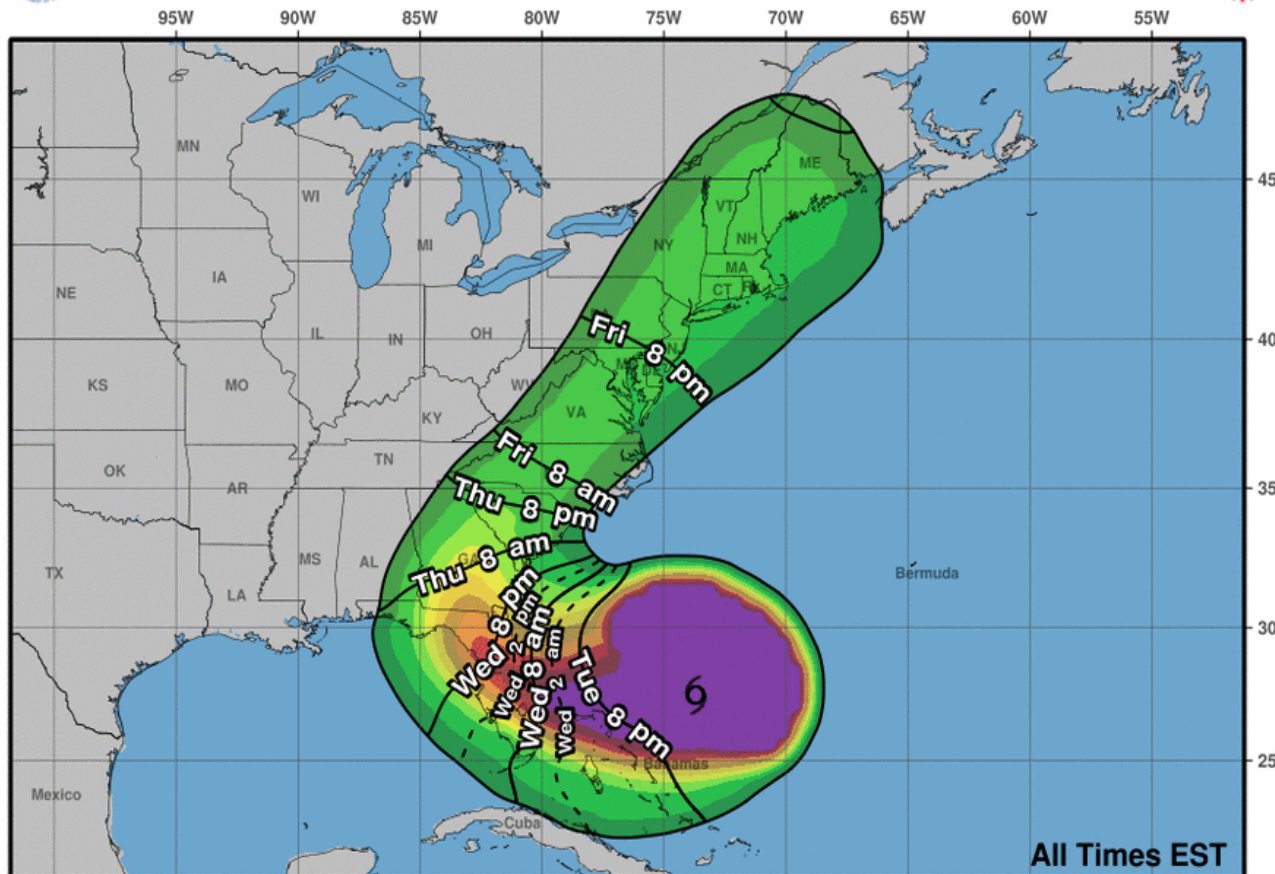 95W 90W 85W 80W 75W 70W 65W 60W 55W
MN
ME
45
WI
VT
MI
NY
NH
MA
IA
CT
NE
Fri 8 pm
40
IL
IN
OH
NJ
DE
KS
MO
WV
VA
KY
Fri 8 am
TN
OK
AR
Thu 8 pm
35
GA
Thu 8 am
MS
AL
TX
Bermuda
LA
Wed 8 pm
Wed 2 pm
Wed 8 am
Wed 2 am
Tue 8 pm
30
Bahamas
25
Mexico
Cuba
All Times EST